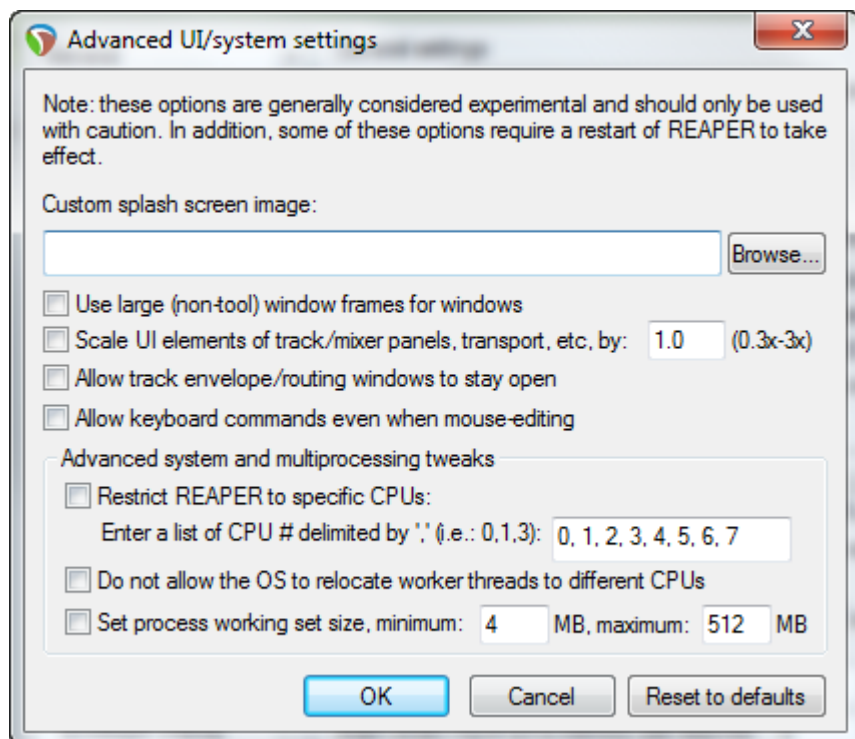 Advanced UI/system settings
Note: these options are generally considered experimental and should only be used
with caution. In addition, some of these options require a restart of REAPER to take
effect.
Custom splash screen image:
Browse...
Use large (non-tool) window frames for windows
Scale UI elements of track/mixer panels, transport, etc, by: 1.0 (0.3x-3x)
Allow track envelope/routing windows to stay open
Allow keyboard commands even when mouse-editing
Advanced system and multiprocessing tweaks
Restrict REAPER to specific CPUs:
Enter a list of CPU # delimited by ',' (i.e.: 0,1,3): 0, 1, 2, 3, 4, 5, 6, 7
Do not allow the OS to relocate worker threads to different CPUs
Set process working set size, minimum: 4 MB, maximum: 512 MB
OK Cancel Reset to defaults